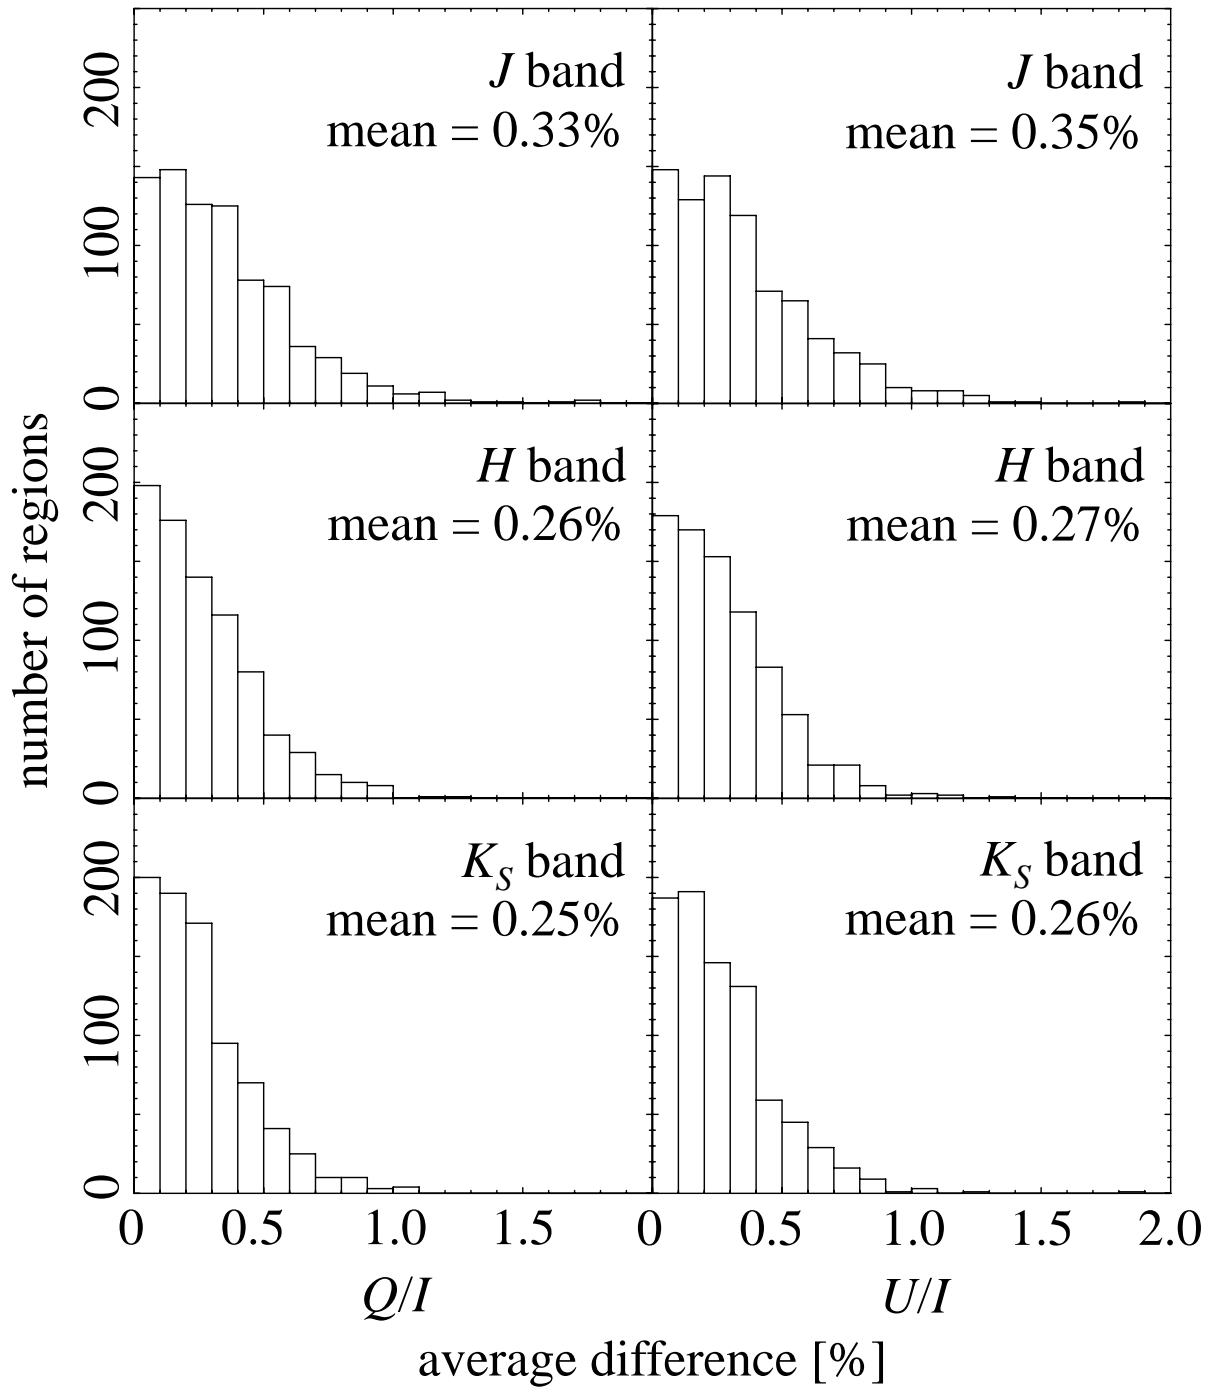 J band
mean = 0.33%
J band
mean = 0.35%
200
100
0
H band
mean = 0.26%
H band
mean = 0.27%
200
100
0
number of regions
K_S band
mean = 0.25%
K_S band
mean = 0.26%
200
100
0
0 0.5 1.0 1.5 0 0.5 1.0 1.5 2.0
Q/I U/I
average difference [%]